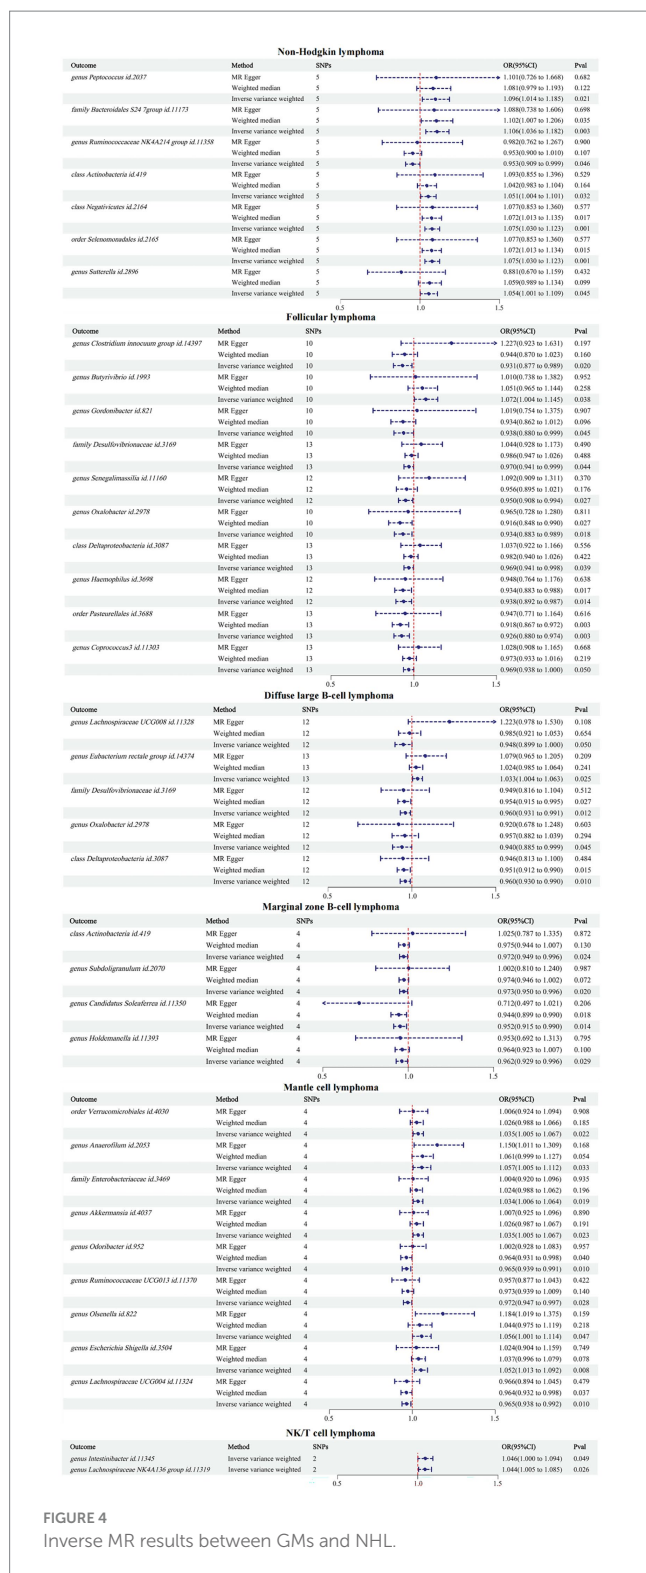 Non-Hodgkin lymphoma
Outcome Method SNPs OR(95%CI) Pval
genus Peptococcus id.2037 MR Egger 5 1.101(0.726 to 1.668) 0.682
Weighted median 5 1.081(0.979 to 1.193) 0.122
Inverse variance weighted 5 1.096(1.014 to 1.185) 0.021
family Bacteroidales S24 7group id.11173 MR Egger 5 1.088(0.738 to 1.606) 0.698
Weighted median 5 1.102(1.007 to 1.206) 0.035
Inverse variance weighted 5 1.106(1.036 to 1.182) 0.003
genus Ruminococcaceae NK4A214 group id.11358 MR Egger 5 0.982(0.762 to 1.267) 0.900
Weighted median 5 0.953(0.900 to 1.010) 0.107
Inverse variance weighted 5 0.953(0.909 to 0.999) 0.046
class Actinobacteria id.419 MR Egger 5 1.093(0.855 to 1.396) 0.529
Weighted median 5 1.042(0.983 to 1.104) 0.164
Inverse variance weighted 5 1.051(1.004 to 1.101) 0.032
class Negativicutes id.2164 MR Egger 5 1.077(0.853 to 1.360) 0.577
Weighted median 5 1.072(1.013 to 1.135) 0.017
Inverse variance weighted 5 1.075(1.030 to 1.123) 0.001
order Selenomonadales id.2165 MR Egger 5 1.077(0.853 to 1.360) 0.577
Weighted median 5 1.072(1.013 to 1.134) 0.015
Inverse variance weighted 5 1.075(1.030 to 1.123) 0.001
genus Sutterella id.2896 MR Egger 5 0.881(0.670 to 1.159) 0.432
Weighted median 5 1.059(0.989 to 1.134) 0.099
Inverse variance weighted 5 1.054(1.001 to 1.109) 0.045
0.5 1.0 1.5
Follicular lymphoma
Outcome Method SNPs OR(95%CI) Pval
genus Clostridium innocuum group id.14397 MR Egger 10 1.227(0.923 to 1.631) 0.197
Weighted median 10 0.944(0.870 to 1.023) 0.160
Inverse variance weighted 10 0.931(0.877 to 0.989) 0.020
genus Butyrivibrio id.1993 MR Egger 10 1.010(0.738 to 1.382) 0.952
Weighted median 10 1.051(0.965 to 1.144) 0.258
Inverse variance weighted 10 1.072(1.004 to 1.145) 0.038
genus Gordonibacter id.821 MR Egger 10 1.019(0.754 to 1.375) 0.907
Weighted median 10 0.934(0.862 to 1.012) 0.096
Inverse variance weighted 10 0.938(0.880 to 0.999) 0.045
family Desulfovibrionaceae id.3169 MR Egger 13 1.044(0.928 to 1.173) 0.490
Weighted median 13 0.986(0.947 to 1.026) 0.488
Inverse variance weighted 13 0.970(0.941 to 0.999) 0.044
genus Senegalimassilia id.11160 MR Egger 12 1.092(0.909 to 1.311) 0.370
Weighted median 12 0.956(0.895 to 1.021) 0.176
Inverse variance weighted 12 0.950(0.908 to 0.994) 0.027
genus Oxalobacter id.2978 MR Egger 10 0.965(0.728 to 1.280) 0.811
Weighted median 10 0.916(0.848 to 0.990) 0.027
Inverse variance weighted 10 0.934(0.883 to 0.989) 0.018
class Deltaproteobacteria id.3087 MR Egger 13 1.037(0.922 to 1.166) 0.556
Weighted median 13 0.982(0.940 to 1.026) 0.422
Inverse variance weighted 13 0.969(0.941 to 0.998) 0.039
genus Haemophilus id.3698 MR Egger 12 0.948(0.764 to 1.176) 0.638
Weighted median 12 0.934(0.883 to 0.988) 0.017
Inverse variance weighted 12 0.938(0.892 to 0.987) 0.014
order Pasteurellales id.3688 MR Egger 13 0.947(0.771 to 1.164) 0.616
Weighted median 13 0.918(0.867 to 0.972) 0.003
Inverse variance weighted 13 0.926(0.880 to 0.974) 0.003
genus Coprococcus3 id.11303 MR Egger 13 1.028(0.908 to 1.165) 0.668
Weighted median 13 0.973(0.933 to 1.016) 0.219
Inverse variance weighted 13 0.969(0.938 to 1.000) 0.050
0.5 1.0 1.5
Diffuse large B-cell lymphoma
Outcome Method SNPs OR(95%CI) Pval
genus Lachnospiraceae UCG008 id.11328 MR Egger 12 1.223(0.978 to 1.530) 0.108
Weighted median 12 0.985(0.921 to 1.053) 0.654
Inverse variance weighted 12 0.948(0.899 to 1.000) 0.050
genus Eubacterium rectale group id.14374 MR Egger 13 1.079(0.965 to 1.205) 0.209
Weighted median 13 1.024(0.985 to 1.064) 0.241
Inverse variance weighted 13 1.033(1.004 to 1.063) 0.025
family Desulfovibrionaceae id.3169 MR Egger 12 0.949(0.816 to 1.104) 0.512
Weighted median 12 0.954(0.915 to 0.995) 0.027
Inverse variance weighted 12 0.960(0.931 to 0.991) 0.012
genus Oxalobacter id.2978 MR Egger 12 0.920(0.678 to 1.248) 0.603
Weighted median 12 0.957(0.882 to 1.039) 0.294
Inverse variance weighted 12 0.940(0.885 to 0.999) 0.045
class Deltaproteobacteria id.3087 MR Egger 12 0.946(0.813 to 1.100) 0.484
Weighted median 12 0.951(0.912 to 0.990) 0.015
Inverse variance weighted 12 0.960(0.930 to 0.990) 0.010
0.5 1.0 1.5
Marginal zone B-cell lymphoma
Outcome Method SNPs OR(95%CI) Pval
class Actinobacteria id.419 MR Egger 4 1.025(0.787 to 1.335) 0.872
Weighted median 4 0.975(0.944 to 1.007) 0.130
Inverse variance weighted 4 0.972(0.949 to 0.996) 0.024
genus Subdoligranulum id.2070 MR Egger 4 1.002(0.810 to 1.240) 0.987
Weighted median 4 0.974(0.946 to 1.002) 0.072
Inverse variance weighted 4 0.973(0.950 to 0.996) 0.020
genus Candidatus Soleaferrea id.11350 MR Egger 4 0.712(0.497 to 1.021) 0.206
Weighted median 4 0.944(0.899 to 0.990) 0.018
Inverse variance weighted 4 0.952(0.915 to 0.990) 0.014
genus Holdemanella id.11393 MR Egger 4 0.953(0.692 to 1.313) 0.795
Weighted median 4 0.964(0.923 to 1.007) 0.100
Inverse variance weighted 4 0.962(0.929 to 0.996) 0.029
0.5 1.0 1.5
Mantle cell lymphoma
Outcome Method SNPs OR(95%CI) Pval
order Verrucomicrobiales id.4030 MR Egger 4 1.006(0.924 to 1.094) 0.908
Weighted median 4 1.026(0.988 to 1.066) 0.185
Inverse variance weighted 4 1.035(1.005 to 1.067) 0.022
genus Anaerofilum id.2053 MR Egger 4 1.150(1.011 to 1.309) 0.168
Weighted median 4 1.061(0.999 to 1.127) 0.054
Inverse variance weighted 4 1.057(1.005 to 1.112) 0.033
family Enterobacteriaceae id.3469 MR Egger 4 1.004(0.920 to 1.096) 0.935
Weighted median 4 1.024(0.988 to 1.062) 0.196
Inverse variance weighted 4 1.034(1.006 to 1.064) 0.019
genus Akkermansia id.4037 MR Egger 4 1.007(0.925 to 1.096) 0.890
Weighted median 4 1.026(0.987 to 1.067) 0.191
Inverse variance weighted 4 1.035(1.005 to 1.067) 0.023
genus Odoribacter id.952 MR Egger 4 1.002(0.928 to 1.083) 0.957
Weighted median 4 0.964(0.931 to 0.998) 0.040
Inverse variance weighted 4 0.965(0.939 to 0.991) 0.010
genus Ruminococcaceae UCG013 id.11370 MR Egger 4 0.957(0.877 to 1.043) 0.422
Weighted median 4 0.973(0.939 to 1.009) 0.140
Inverse variance weighted 4 0.972(0.947 to 0.997) 0.028
genus Olsenella id.822 MR Egger 4 1.184(1.019 to 1.375) 0.159
Weighted median 4 1.044(0.975 to 1.119) 0.218
Inverse variance weighted 4 1.056(1.001 to 1.114) 0.047
genus Escherichia Shigella id.3504 MR Egger 4 1.024(0.904 to 1.159) 0.749
Weighted median 4 1.037(0.996 to 1.079) 0.078
Inverse variance weighted 4 1.052(1.013 to 1.092) 0.008
genus Lachnospiraceae UCG004 id.11324 MR Egger 4 0.966(0.894 to 1.045) 0.479
Weighted median 4 0.964(0.932 to 0.998) 0.037
Inverse variance weighted 4 0.965(0.938 to 0.992) 0.010
0.5 1.0 1.5
NK/T cell lymphoma
Outcome Method SNPs OR(95%CI) Pval
genus Intestinibacter id.11345 Inverse variance weighted 2 1.046(1.000 to 1.094) 0.049
genus Lachnospiraceae NK4A136 group id.11319 Inverse variance weighted 2 1.044(1.005 to 1.085) 0.026
0.5 1.0 1.5
FIGURE 4
Inverse MR results between GMs and NHL.